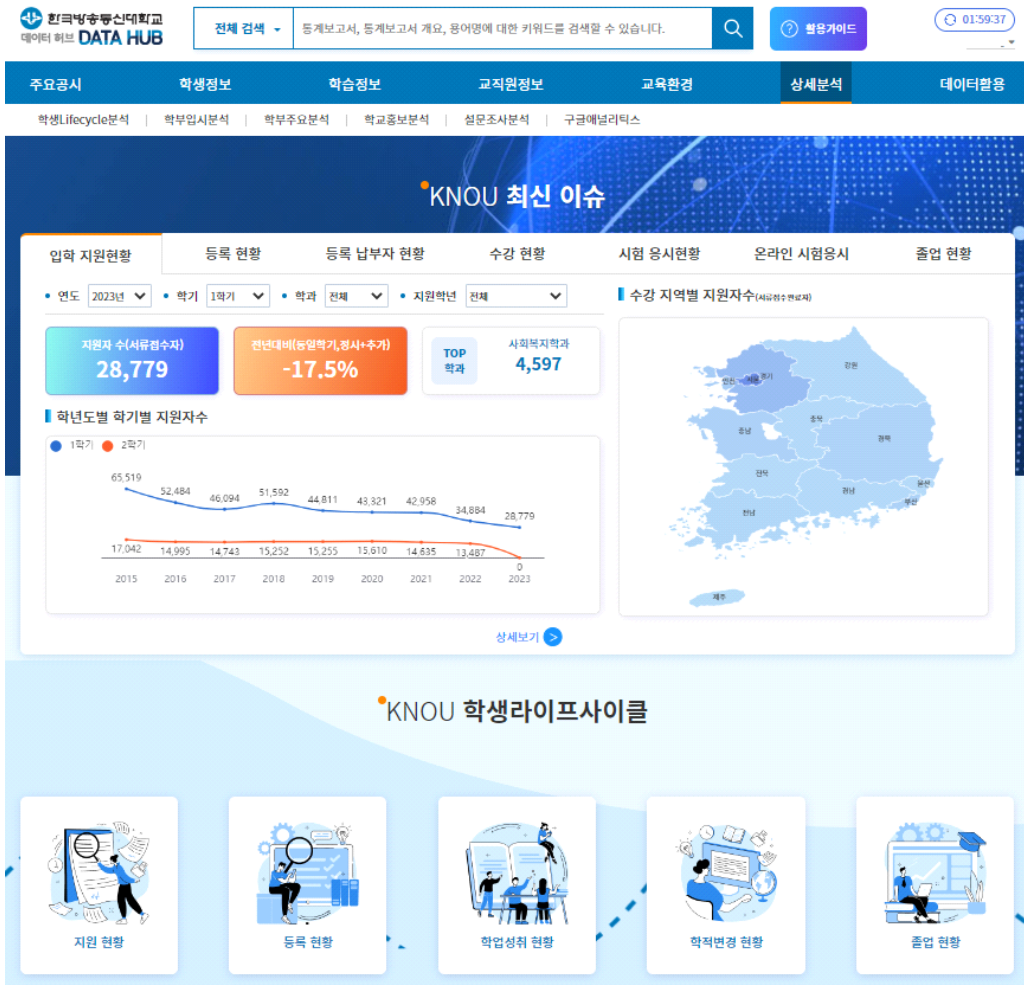 한국방송통신대학교
데이터 허브 DATA HUB
전체 검색
통계보고서, 통계보고서 개요, 용어명에 대한 키워드를 검색할 수 있습니다.
활용가이드
01:59:37
주요공시 학생정보 학습정보 교직원정보 교육환경 상세분석 데이터활용
학생Lifecycle분석 | 학부입시분석 | 학부주요분석 | 학교홍보분석 | 설문조사분석 | 구글애널리틱스
KNOU 최신 이슈
입학 지원현황 등록 현황 등록 납부자 현황 수강 현황 시험 응시현황 온라인 시험응시 졸업 현황
• 연도 2023년 • 학기 1학기 • 학과 전체 • 지원학년 전체
지원자 수(서류접수자)
28,779
전년대비(동일학기,정시+추가)
-17.5%
TOP
학과
사회복지학과
4,597
학년도별 학기별 지원자수
1학기 2학기
65,519 52,484 46,094 51,592 44,811 43,321 42,958 34,884 28,779
17,042 14,995 14,743 15,252 15,255 15,610 14,635 13,487 0
2015 2016 2017 2018 2019 2020 2021 2022 2023
수강 지역별 지원자수(서류접수완료자)
강원
인천 서울 경기
충북
충남
경북
전북
경남
울산
부산
전남
제주
상세보기 >
KNOU 학생라이프사이클
지원 현황 등록 현황 학업성취 현황 학적변경 현황 졸업 현황